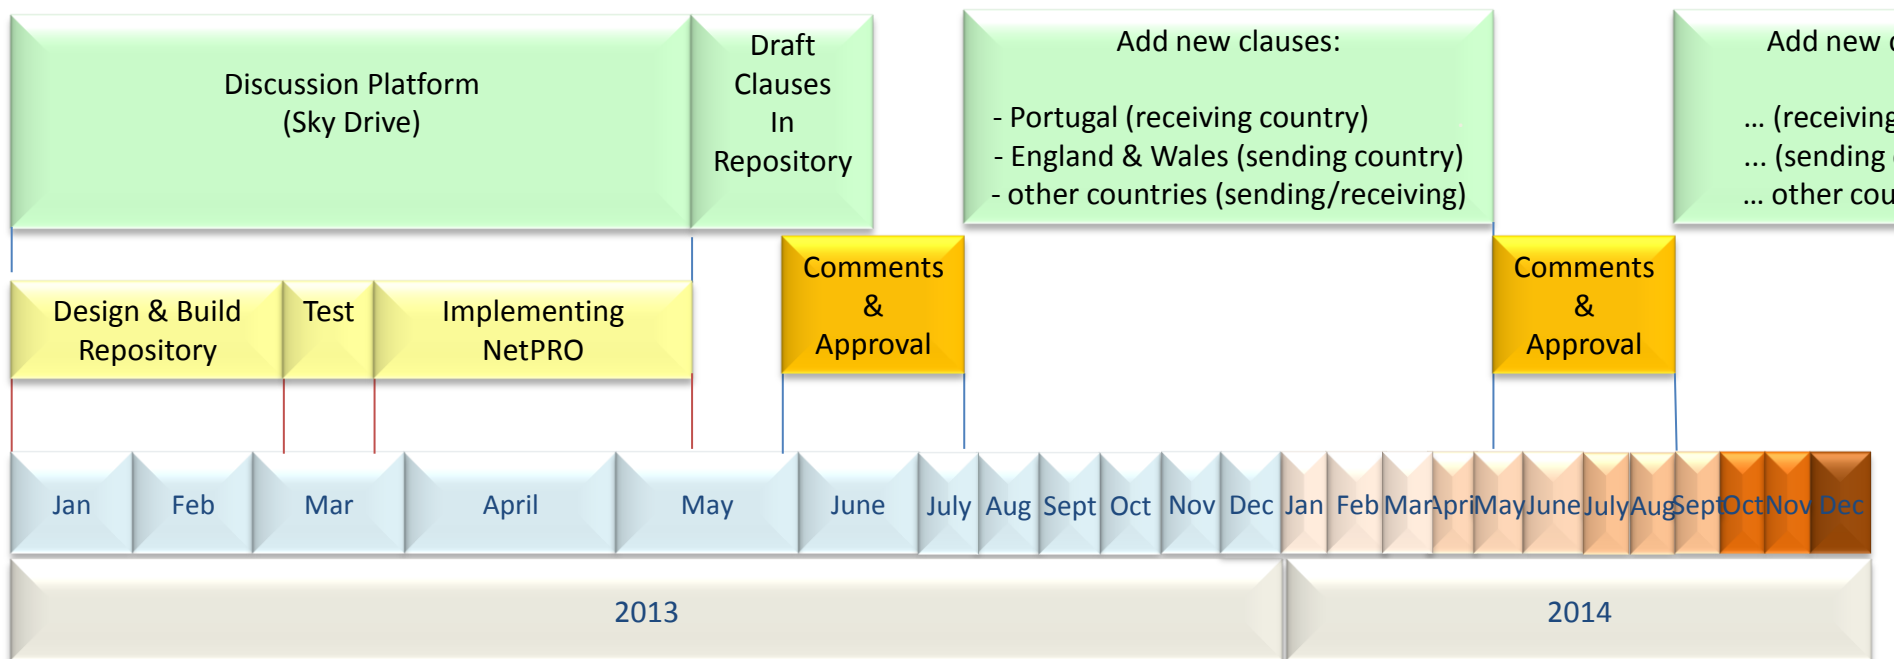 Discussion Platform
(Sky Drive)
Draft
Clauses
In
Repository
Add new clauses:
- Portugal (receiving country)
- England & Wales (sending country)
- other countries (sending/receiving)
Add new
... (receiving
... (sending
... other
Design & Build
Repository
Test
Implementing
NetPRO
Comments
&
Approval
Comments
&
Approval
Jan Feb Mar April May June July Aug Sept Oct Nov Dec Jan Feb Mar April May June July Aug Sept Oct Nov Dec
2013 2014